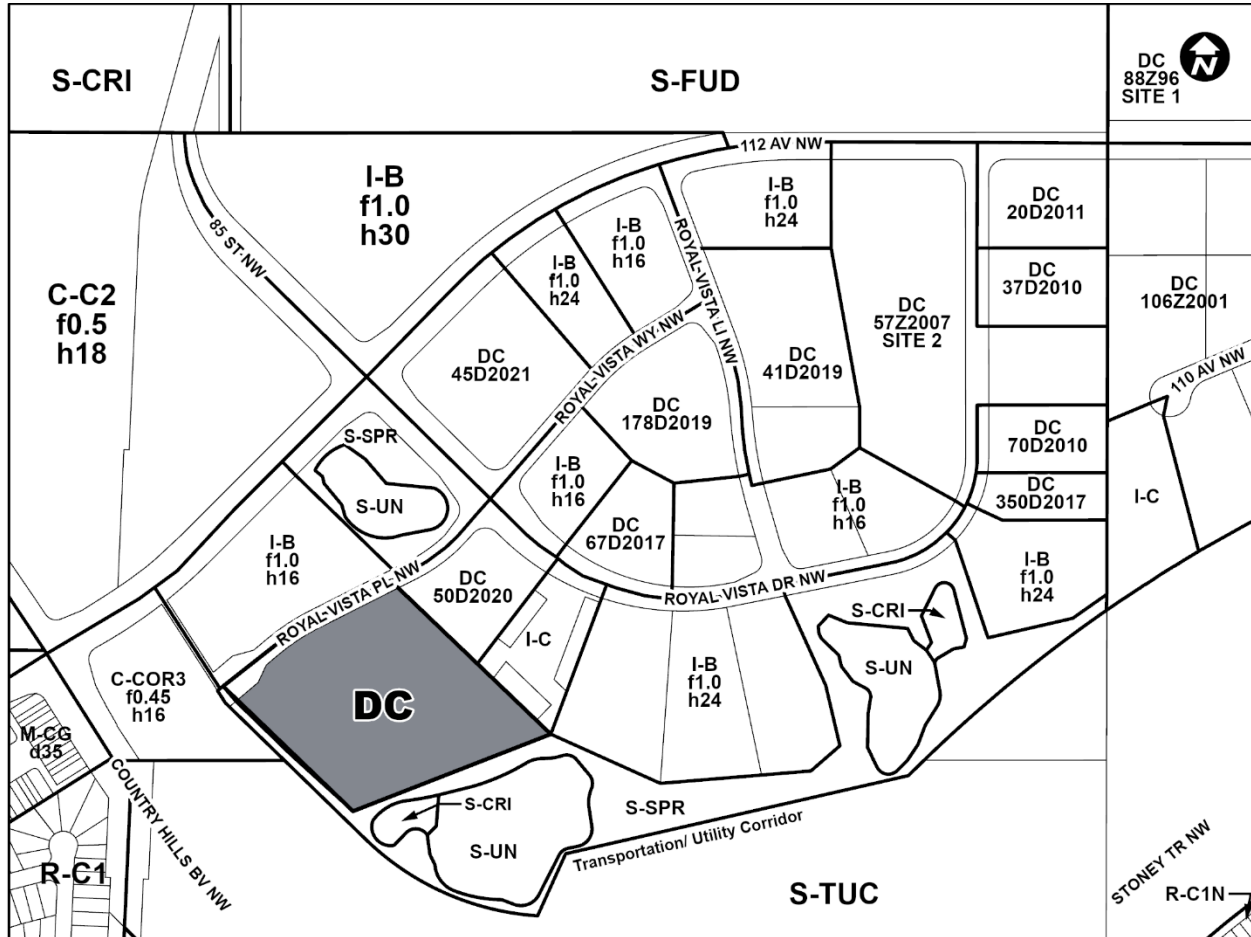 S-CRI
S-FUD
DC
88Z96
SITE 1
N
112 AV NW
I-B
f1.0
h30
I-B
f1.0
h24
DC
20D2011
85 ST NW
I-B
f1.0
h16
ROYAL VISTA LI NW
I-B
f1.0
h24
DC
37D2010
DC
106Z2001
C-C2
f0.5
h18
DC
57Z2007
SITE 2
DC
45D2021
ROYAL VISTA WY NW
DC
41D2019
110 AV NW
DC
178D2019
S-SPR
DC
70D2010
S-UN
I-B
f1.0
h16
I-B
f1.0
h16
DC
350D2017
I-C
I-B
f1.0
h16
DC
67D2017
ROYAL VISTA PL NW
DC
50D2020
ROYAL VISTA DR NW
I-B
f1.0
h24
S-CRI
I-C
S-UN
I-B
f1.0
h24
C-COR3
f0.45
h16
DC
M-CG
d35
COUNTRY HILLS BV NW
S-CRI
S-SPR
S-UN
Transportation/ Utility Corridor
R-C1
S-TUC
STONEY TR NW
R-C1N